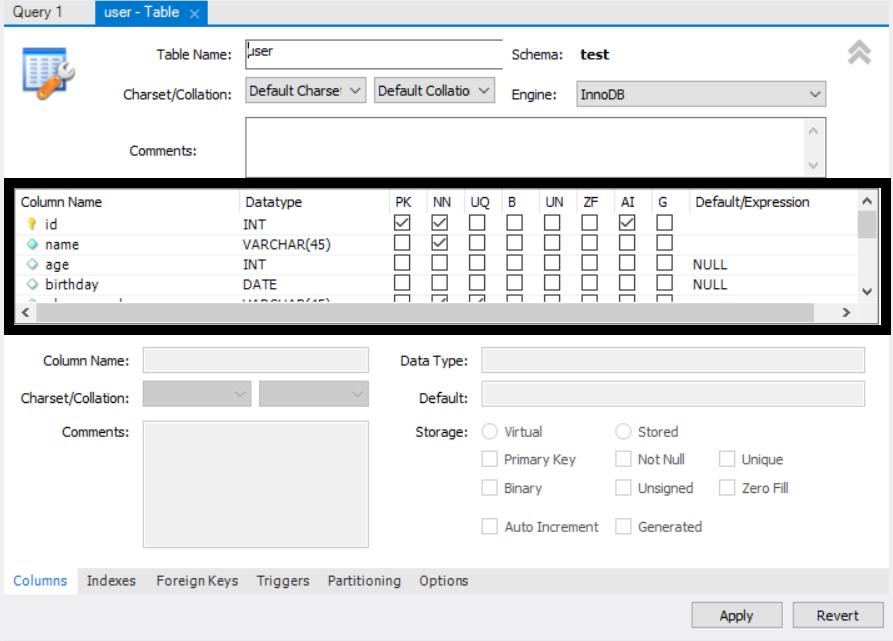 Query 1 user - Table ×
Table Name: user Schema: test
Charset/Collation: Default Charset Default Collatio Engine: InnoDB
Comments:
Column Name Datatype PK NN UQ B UN ZF AI G Default/Expression
id INT
name VARCHAR(45)
age INT NULL
birthday DATE NULL
VARCHAR(45)
Column Name: Data Type:
Charset/Collation: Default:
Comments: Storage: Virtual Stored
Primary Key Not Null Unique
Binary Unsigned Zero Fill
Auto Increment Generated
Columns Indexes Foreign Keys Triggers Partitioning Options
Apply Revert